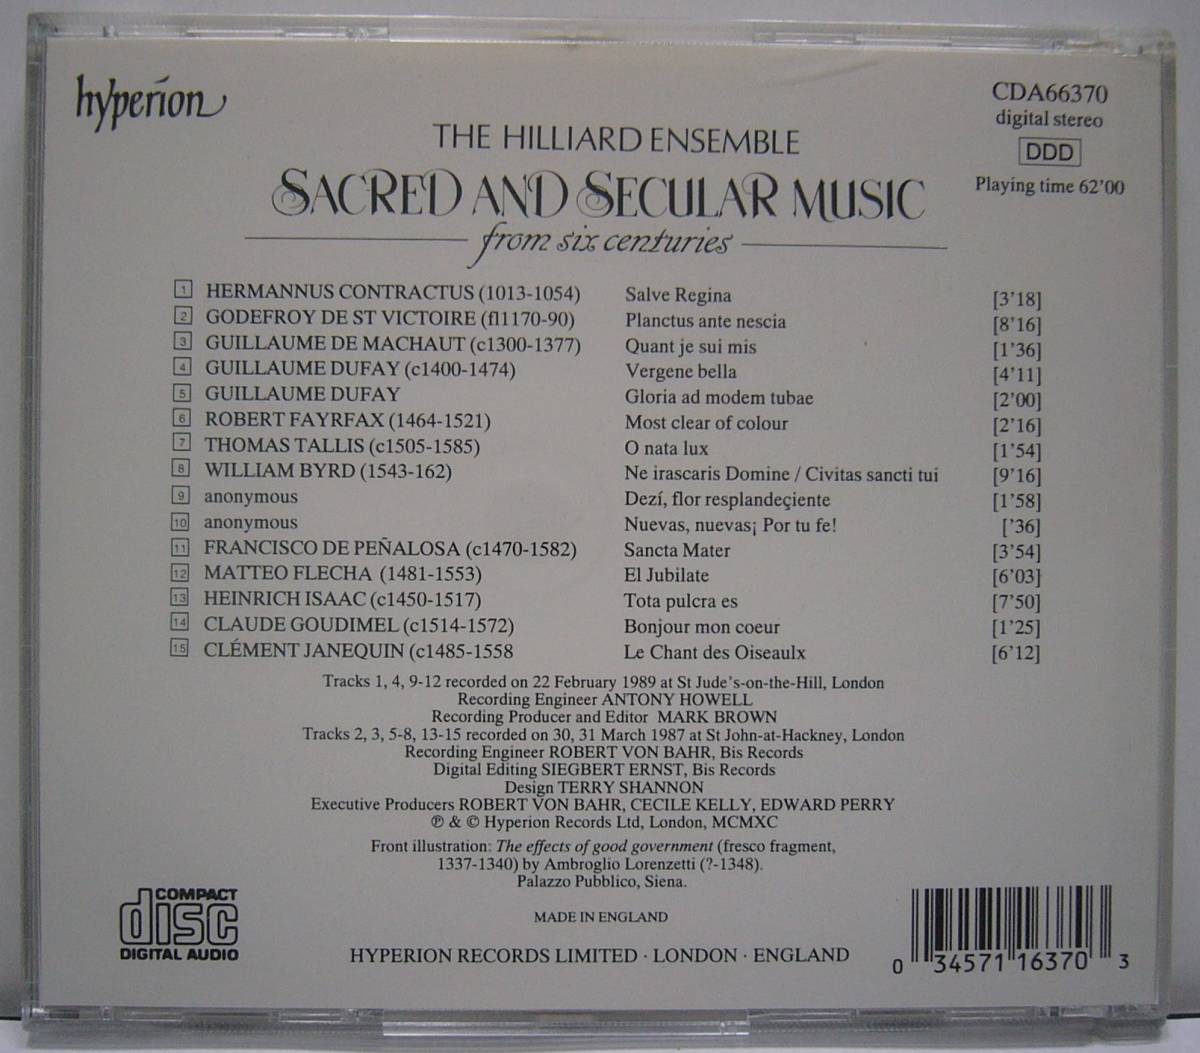 hyperion
CDA66370
digital stereo
DDD
Playing time 62'00
THE HILLIARD ENSEMBLE
SACRED AND SECULAR MUSIC
from six centuries
1 HERMANNUS CONTRACTUS (1013-1054) Salve Regina [3'18]
2 GODEFROY DE ST VICTOIRE (fl1170-90) Planctus ante nescia [8'16]
3 GUILLAUME DE MACHAUT (c1300-1377) Quant je sui mis [1'36]
4 GUILLAUME DUFAY (c1400-1474) Vergene bella [4'11]
5 GUILLAUME DUFAY Gloria ad modem tubae [2'00]
6 ROBERT FAYRFAX (1464-1521) Most clear of colour [2'16]
7 THOMAS TALLIS (c1505-1585) O nata lux [1'54]
8 WILLIAM BYRD (1543-162) Ne irascaris Domine / Civitas sancti tui [9'16]
9 anonymous Dezí, flor resplandeçiente [1'58]
10 anonymous Nuevas, nuevas¡ Por tu fe! ['36]
11 FRANCISCO DE PEÑALOSA (c1470-1582) Sancta Mater [3'54]
12 MATTEO FLECHA (1481-1553) El Jubilate [6'03]
13 HEINRICH ISAAC (c1450-1517) Tota pulcra es [7'50]
14 CLAUDE GOUDIMEL (c1514-1572) Bonjour mon coeur [1'25]
15 CLÉMENT JANEQUIN (c1485-1558 Le Chant des Oiseaulx [6'12]
Tracks 1, 4, 9-12 recorded on 22 February 1989 at St Jude's-on-the-Hill, London
Recording Engineer ANTONY HOWELL
Recording Producer and Editor MARK BROWN
Tracks 2, 3, 5-8, 13-15 recorded on 30, 31 March 1987 at St John-at-Hackney, London
Recording Engineer ROBERT VON BAHR, Bis Records
Digital Editing SIEGBERT ERNST, Bis Records
Design TERRY SHANNON
Executive Producers ROBERT VON BAHR, CECILE KELLY, EDWARD PERRY
℗ & © Hyperion Records Ltd, London, MCMXC
Front illustration: The effects of good government (fresco fragment,
1337-1340) by Ambroglio Lorenzetti (?-1348).
Palazzo Pubblico, Siena.
MADE IN ENGLAND
COMPACT
disc
DIGITAL AUDIO
HYPERION RECORDS LIMITED · LONDON · ENGLAND
0 34571 16370 3